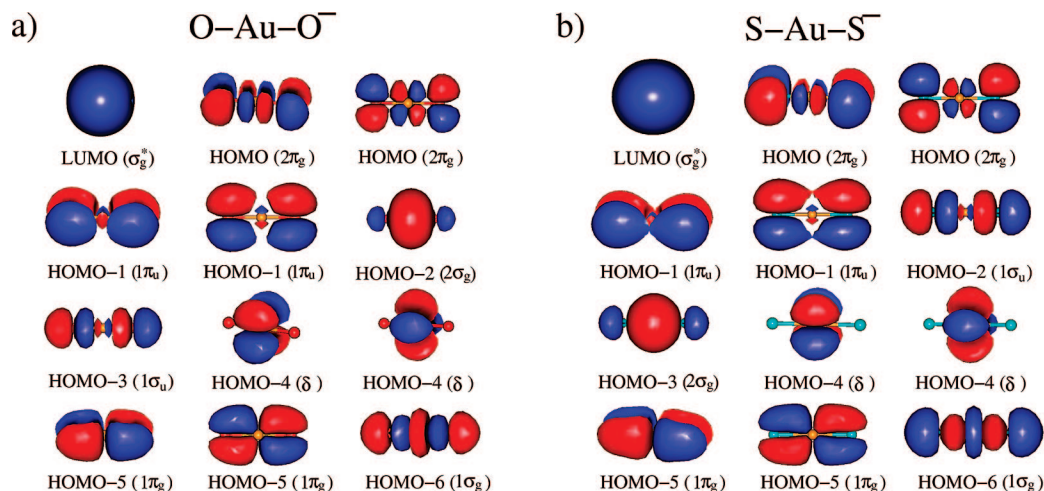 a) O–Au–O⁻
LUMO (σg*) HOMO (2πg) HOMO (2πg)
HOMO–1 (1πu) HOMO–1 (1πu) HOMO–2 (2σg)
HOMO–3 (1σu) HOMO–4 (δ) HOMO–4 (δ)
HOMO–5 (1πg) HOMO–5 (1πg) HOMO–6 (1σg)
b) S–Au–S⁻
LUMO (σg*) HOMO (2πg) HOMO (2πg)
HOMO–1 (1πu) HOMO–1 (1πu) HOMO–2 (1σu)
HOMO–3 (2σg) HOMO–4 (δ) HOMO–4 (δ)
HOMO–5 (1πg) HOMO–5 (1πg) HOMO–6 (1σg)